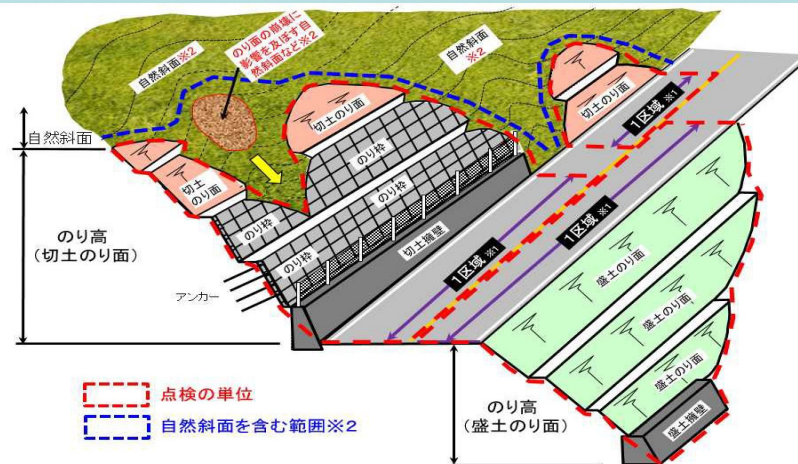 のり面の崩壊に
影響を及ぼす自
然斜面など※2
自然斜面※2
自然斜面
※2
切土のり面
1区域 ※1
自然斜面
切土のり面
のり枠
切土
のり面
のり枠
のり枠
のり枠
のり高
(切土のり面)
切土擁壁
1区域 ※1
1区域 ※1
盛土のり面
アンカー
盛土のり面
盛土のり面
盛土擁壁
のり高
(盛土のり面)
点検の単位
自然斜面を含む範囲※2